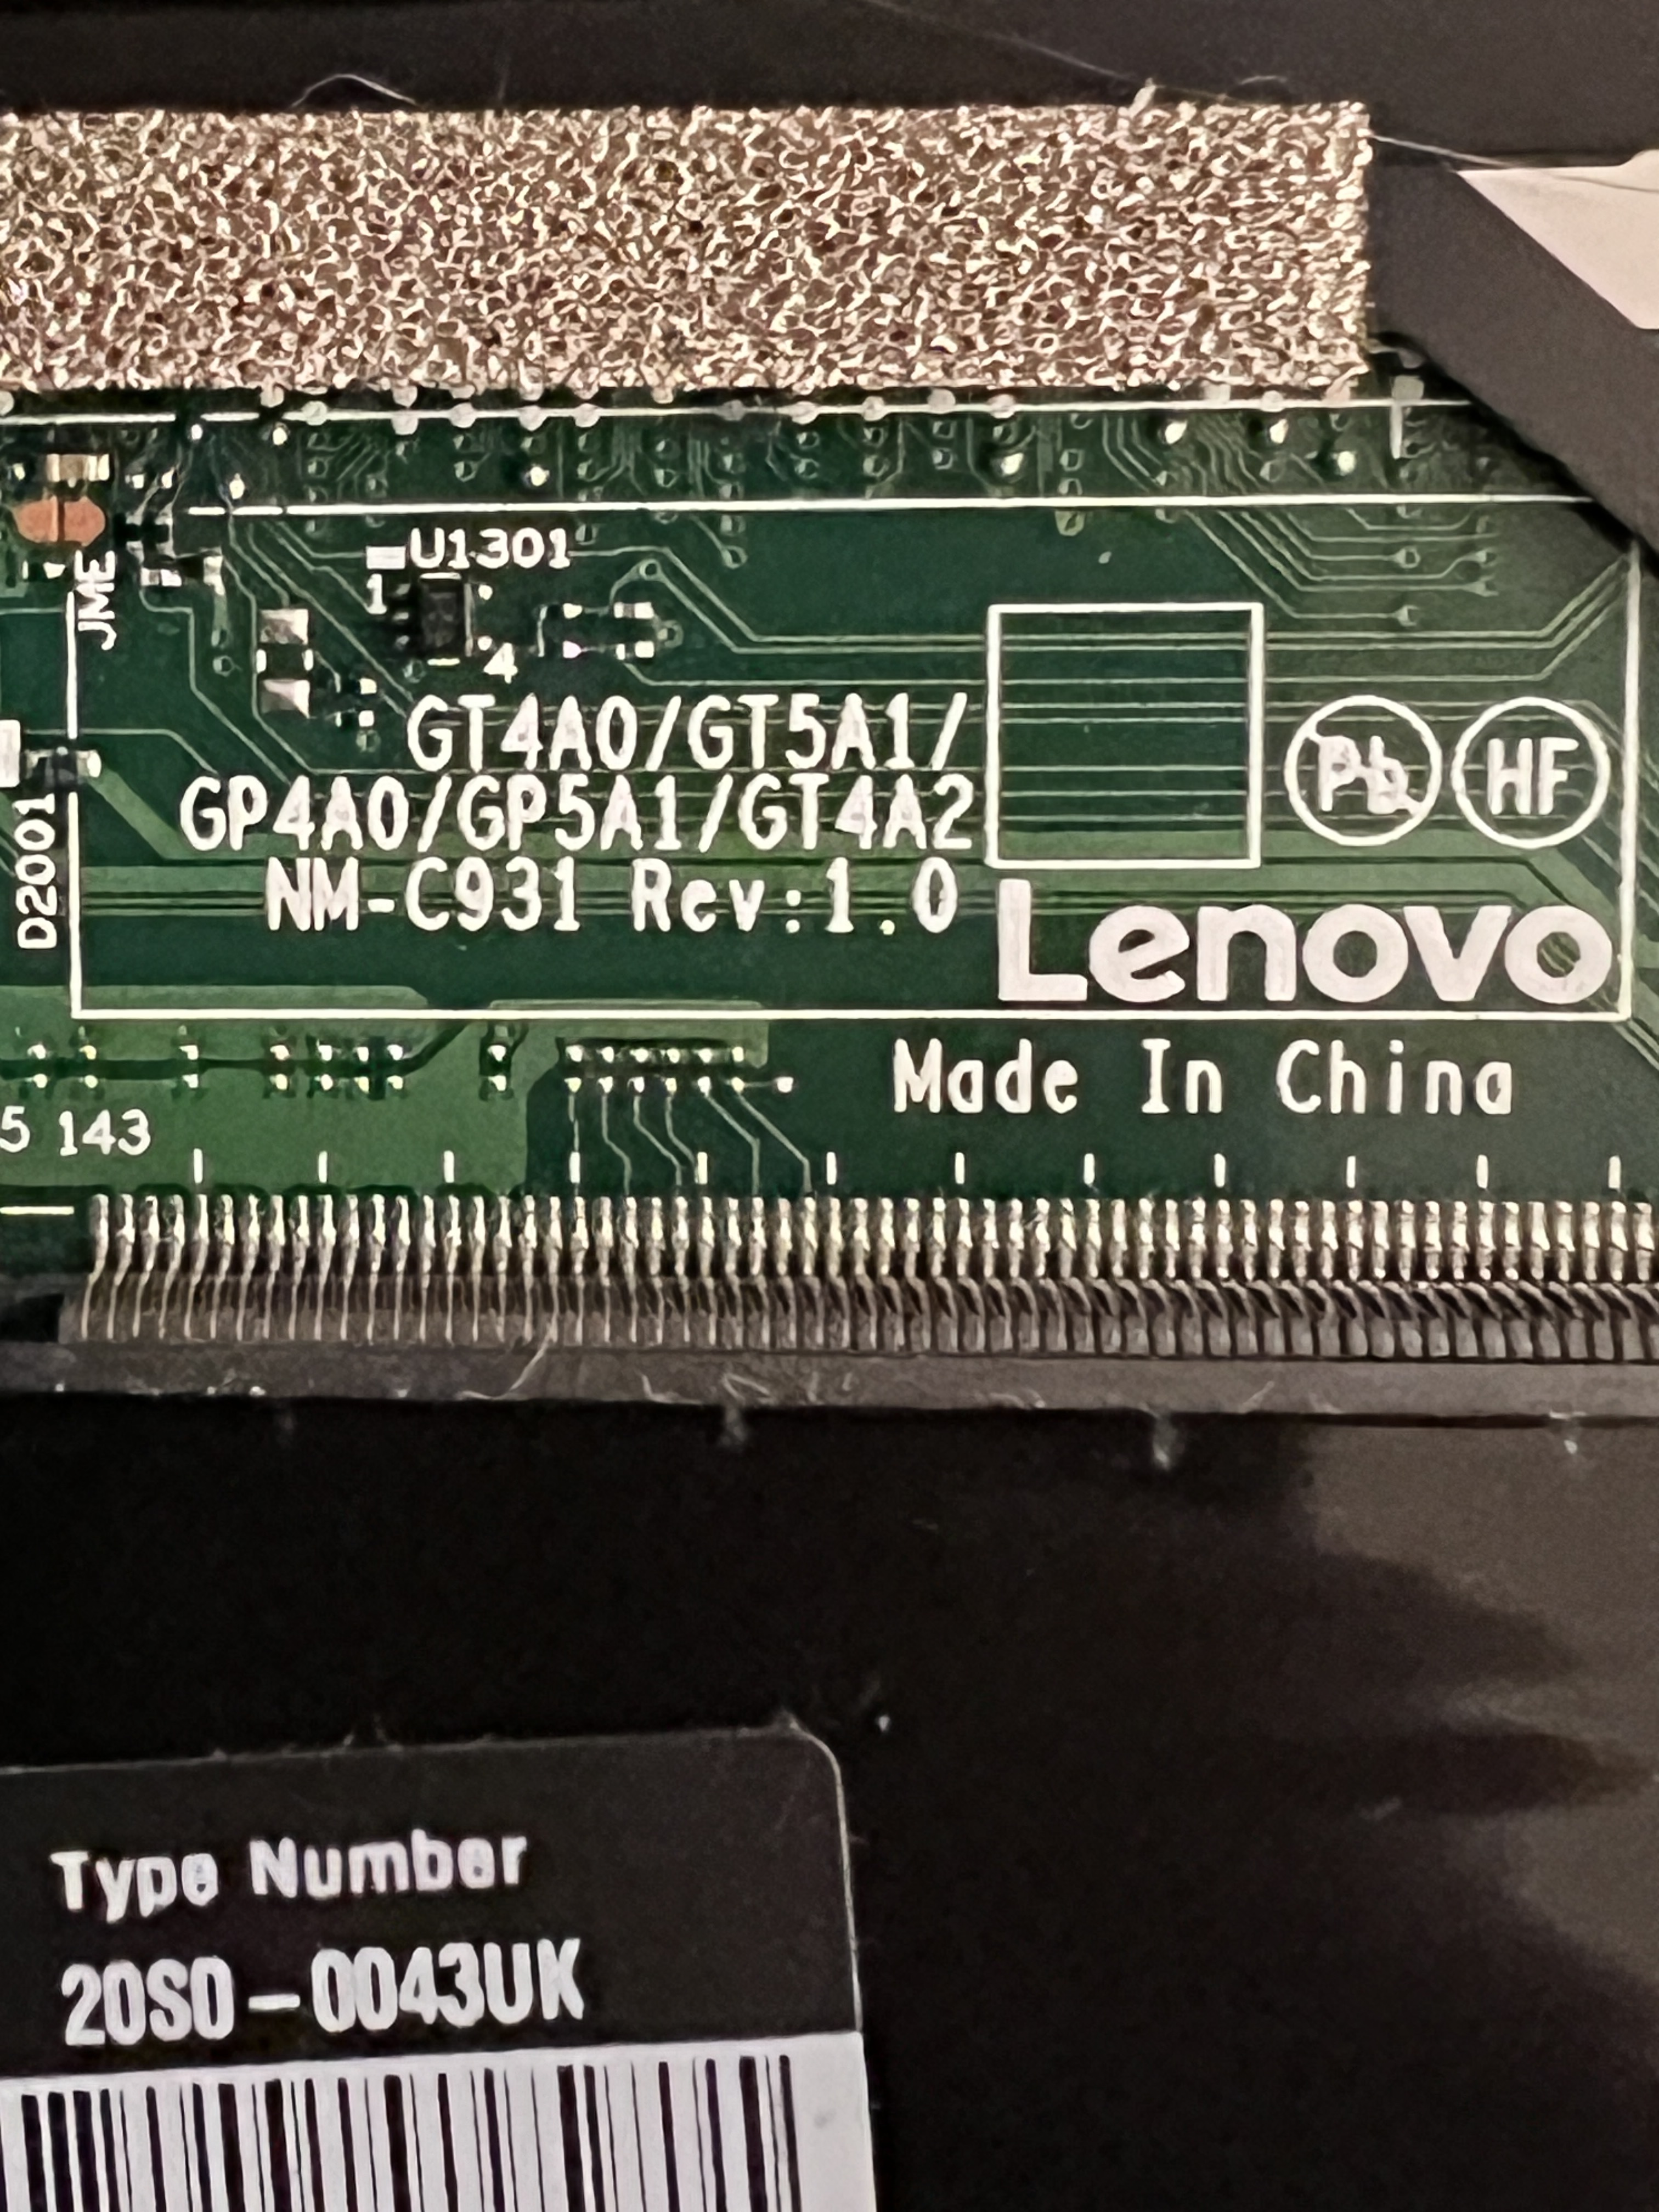 U1301
1
4
JME
GT4A0/GT5A1/
GP4A0/GP5A1/GT4A2
NM-C931 Rev:1.0
Pb
HF
Lenovo
D2001
Made In China
5 143
Type Number
20S0-0043UK